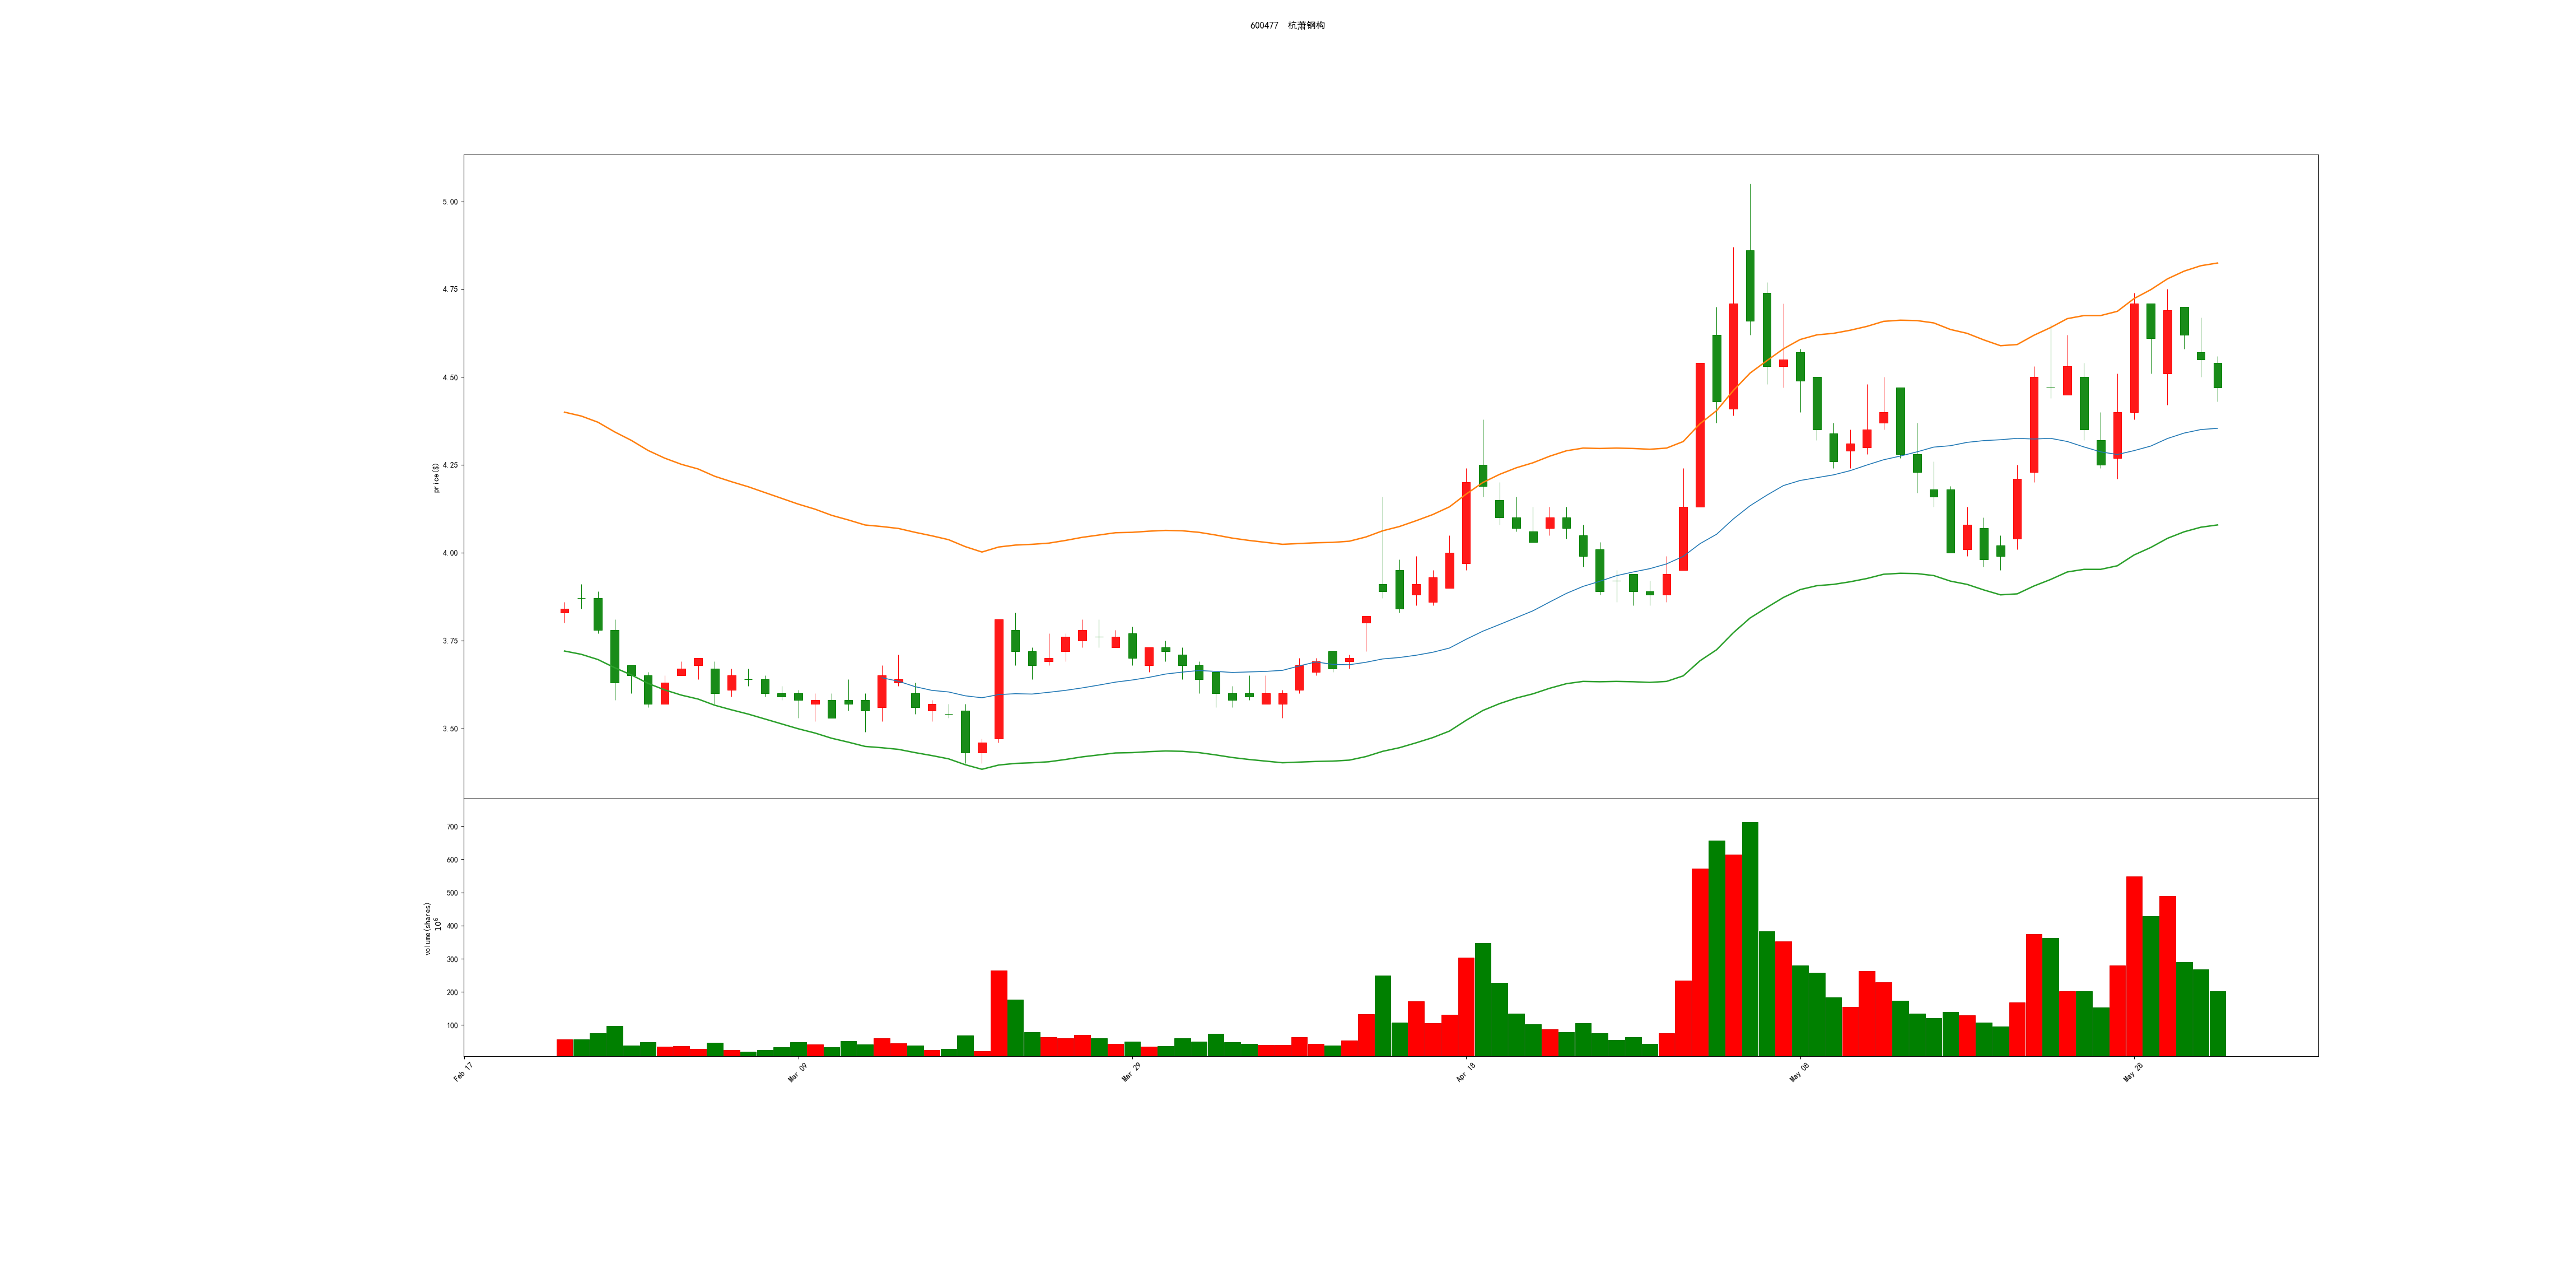 600477 杭萧钢构
price($)
5.00
4.75
4.50
4.25
4.00
3.75
3.50
volume(shares)
10^6
700
600
500
400
300
200
100
Feb 17
Mar 09
Mar 29
Apr 18
May 08
May 28